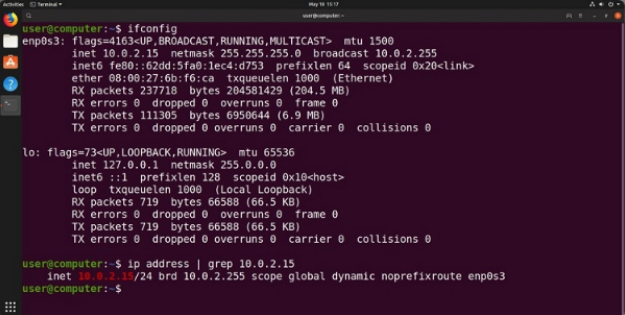 Activities
Terminal
May 10 11:17
user@computer: ~
user@computer:~$ ifconfig
enp0s3: flags=4163<UP,BROADCAST,RUNNING,MULTICAST>  mtu 1500
        inet 10.0.2.15  netmask 255.255.255.0  broadcast 10.0.2.255
        inet6 fe80::62dd:5fa0:1ec4:d753  prefixlen 64  scopeid 0x20<link>
        ether 08:00:27:6b:f6:ca  txqueuelen 1000  (Ethernet)
        RX packets 237718  bytes 204581429 (204.5 MB)
        RX errors 0  dropped 0  overruns 0  frame 0
        TX packets 111305  bytes 6950644 (6.9 MB)
        TX errors 0  dropped 0 overruns 0  carrier 0  collisions 0
lo: flags=73<UP,LOOPBACK,RUNNING>  mtu 65536
        inet 127.0.0.1  netmask 255.0.0.0
        inet6 ::1  prefixlen 128  scopeid 0x10<host>
        loop  txqueuelen 1000  (Local Loopback)
        RX packets 719  bytes 66588 (66.5 KB)
        RX errors 0  dropped 0  overruns 0  frame 0
        TX packets 719  bytes 66588 (66.5 KB)
        TX errors 0  dropped 0 overruns 0  carrier 0  collisions 0
user@computer:~$ ip address | grep 10.0.2.15
    inet 10.0.2.15/24 brd 10.0.2.255 scope global dynamic noprefixroute enp0s3
user@computer:~$